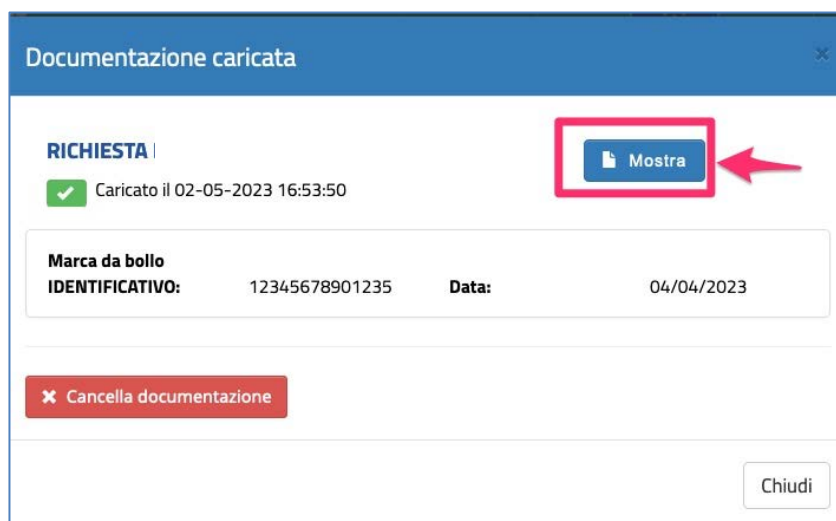 Documentazione caricata
RICHIESTA
Mostra
Caricato il 02-05-2023 16:53:50
Marca da bollo
IDENTIFICATIVO: 12345678901235 Data: 04/04/2023
Cancella documentazione
Chiudi